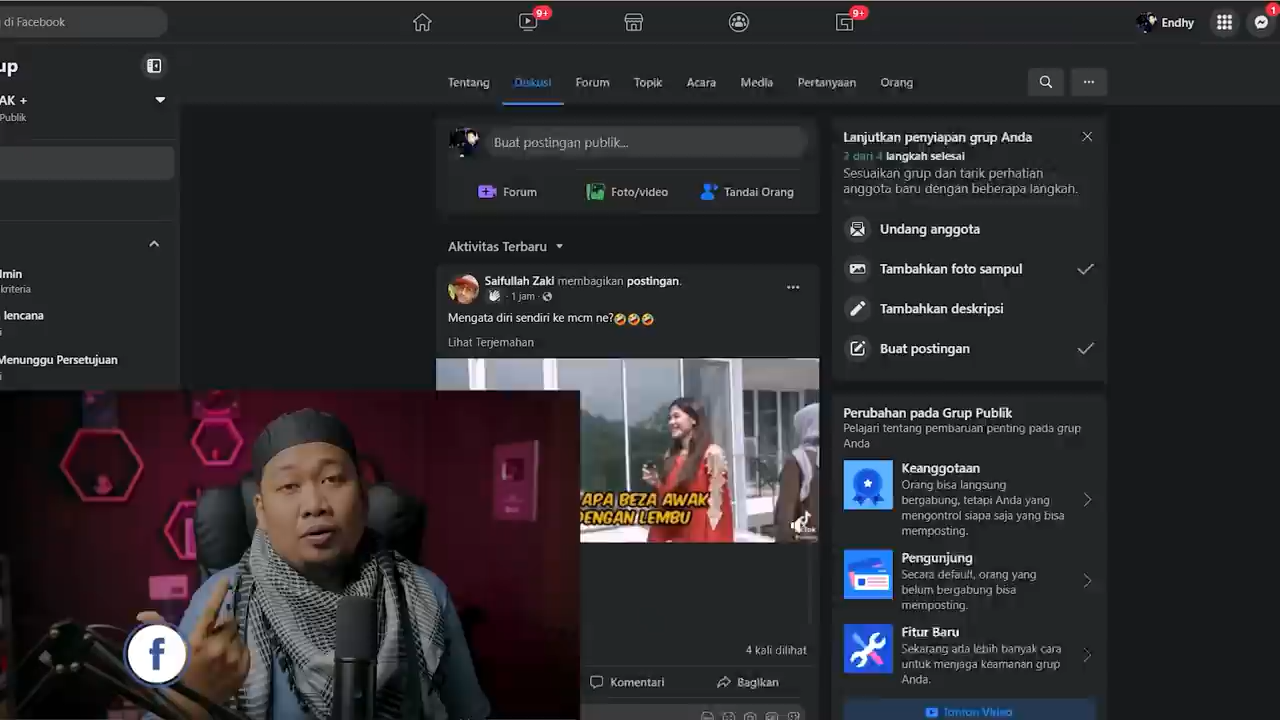 di Facebook
9+
9+
Endhy
1
up
AK +
Publik
Tentang
Diskusi
Forum
Topik
Acara
Media
Pertanyaan
Orang
Buat postingan publik...
Forum
Foto/video
Tandai Orang
Aktivitas Terbaru
Saifullah Zaki membagikan postingan.
1 jam
Mengata diri sendiri ke mcm ne?🤣🤣🤣
Lihat Terjemahan
APA BEZA AWAK
DENGAN LEMBU
4 kali dilihat
Komentari
Bagikan
kriteria
Menunggu Persetujuan
Lanjutkan penyiapan grup Anda
2 dari 4 langkah selesai
Sesuaikan grup dan tarik perhatian
anggota baru dengan beberapa langkah.
Undang anggota
Tambahkan foto sampul
Tambahkan deskripsi
Buat postingan
Perubahan pada Grup Publik
Pelajari tentang pembaruan penting pada grup
Anda
Keanggotaan
Orang bisa langsung
bergabung, tetapi Anda yang
mengontrol siapa saja yang bisa
memposting.
Pengunjung
Secara default, orang yang
belum bergabung bisa
memposting.
Fitur Baru
Sekarang ada lebih banyak cara
untuk menjaga keamanan grup
Anda.
Tonton Video
f